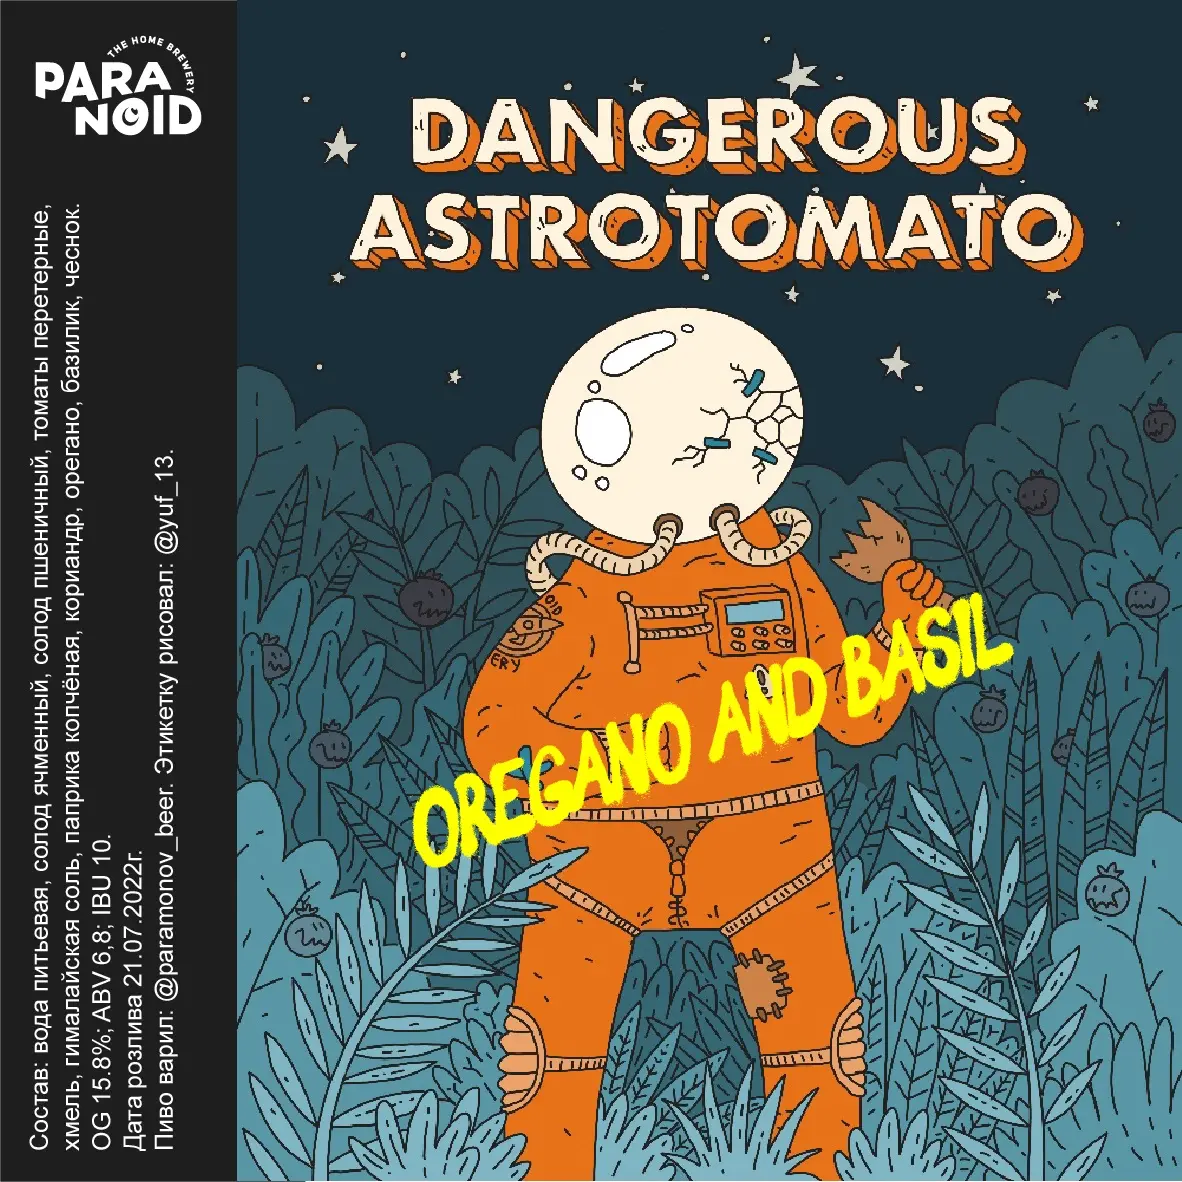 THE HOME BREWERY
PARA
NOID
DANGEROUS
ASTROTOMATO
OREGANO AND BASIL
OID
ERY
Состав: вода питьевая, солод ячменный, солод пшеничный, томаты перетерные,
хмель, гималайская соль, паприка копчёная, кориандр, орегано, базилик, чеснок.
OG 15.8%; ABV 6,8; IBU 10.
Дата розлива 21.07.2022г.
Пиво варил: @paramonov_beer. Этикетку рисовал: @yuf_13.